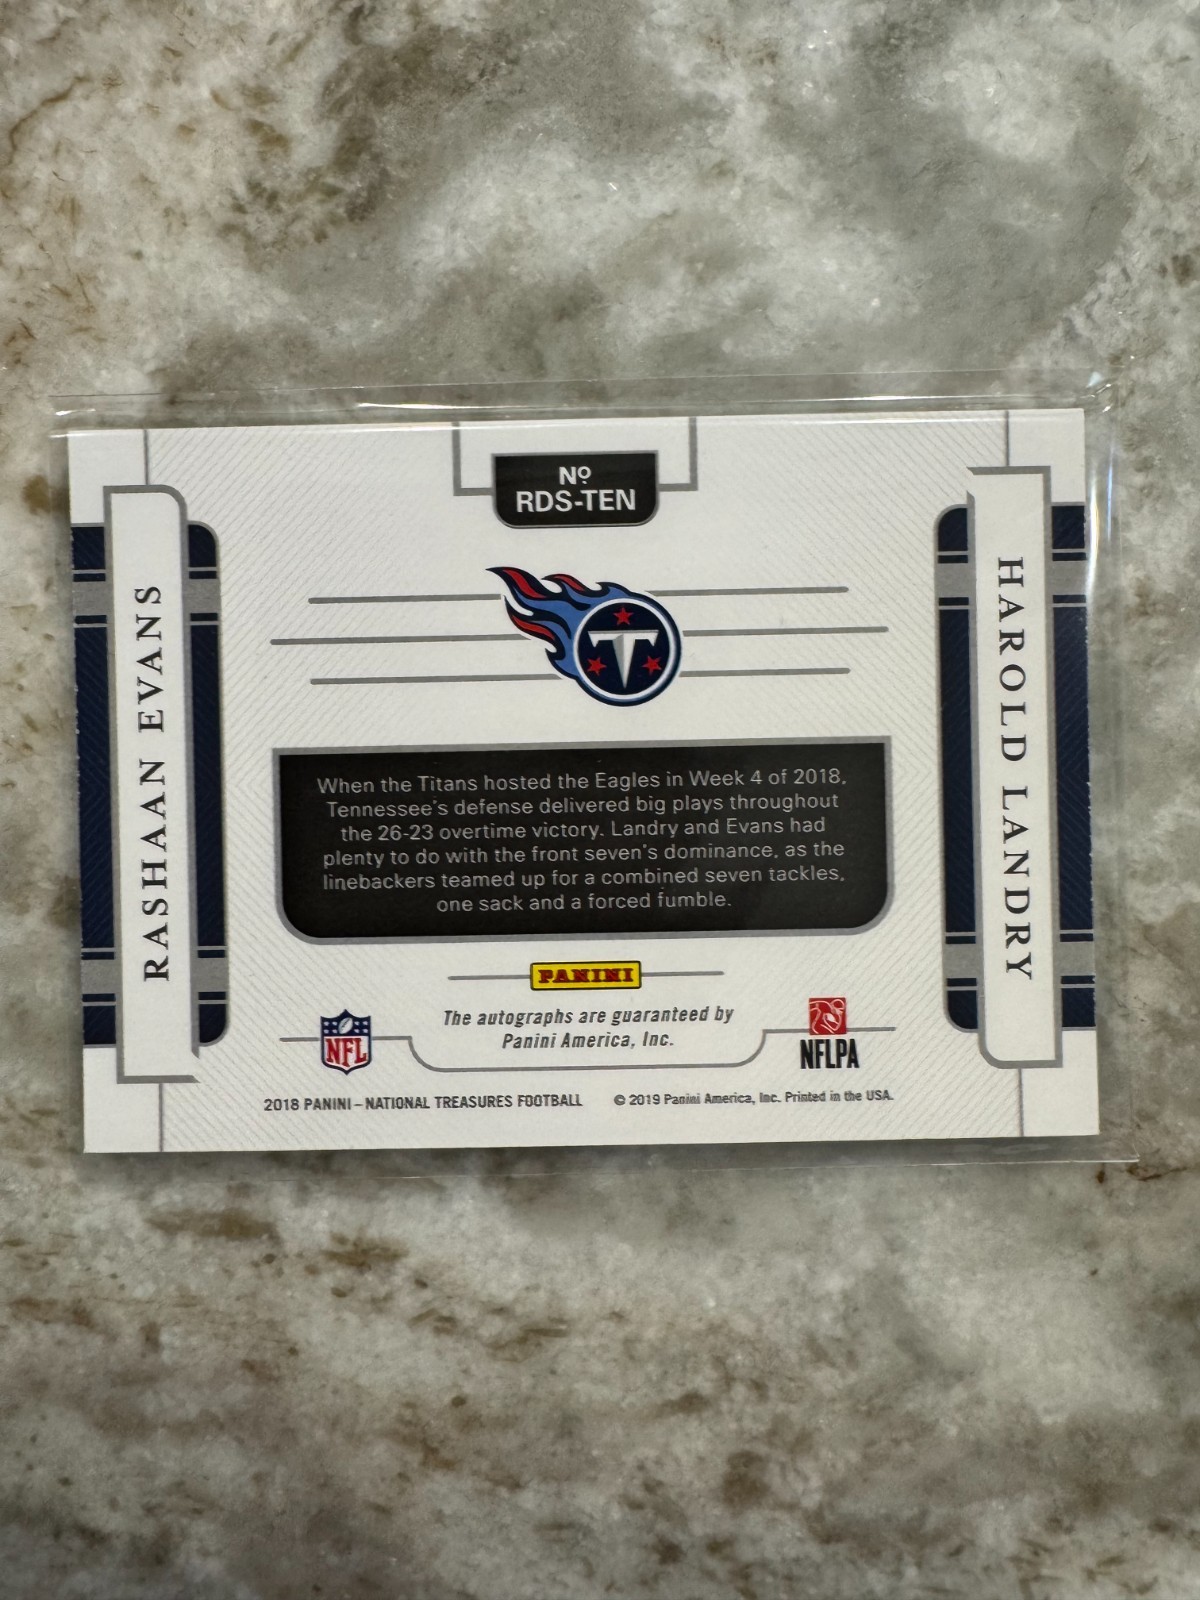 Nº
RDS-TEN
RASHAAN EVANS
HAROLD LANDRY
T
When the Titans hosted the Eagles in Week 4 of 2018,
Tennessee's defense delivered big plays throughout
the 26-23 overtime victory. Landry and Evans had
plenty to do with the front seven's dominance, as the
linebackers teamed up for a combined seven tackles,
one sack and a forced fumble.
PANINI
The autographs are guaranteed by
Panini America, Inc.
NFL
NFLPA
2018 PANINI – NATIONAL TREASURES FOOTBALL © 2019 Panini America, Inc. Printed in the USA.